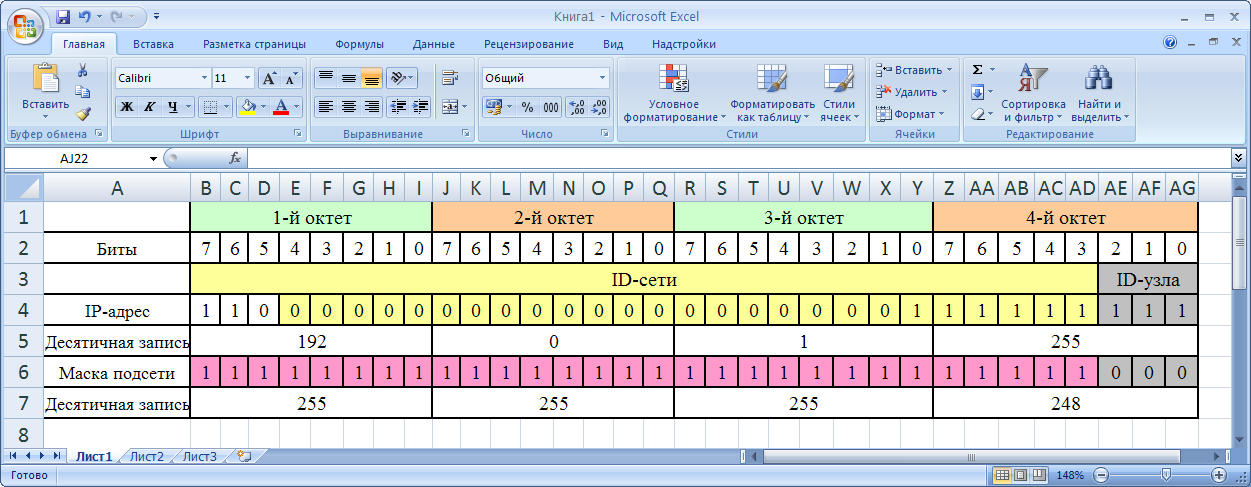 Книга1 - Microsoft Excel
Главная Вставка Разметка страницы Формулы Данные Рецензирование Вид Надстройки
Calibri 11 Общий Вставить Σ
Вставить Условное форматирование Форматировать как таблицу Стили ячеек Удалить Сортировка и фильтр Найти и выделить
Ж К Ч A % 000 Формат
Буфер обмена Шрифт Выравнивание Число Стили Ячейки Редактирование
AJ22 fx
A B C D E F G H I J K L M N O P Q R S T U V W X Y Z AA AB AC AD AE AF AG
1 1-й октет 2-й октет 3-й октет 4-й октет
2 Биты 7 6 5 4 3 2 1 0 7 6 5 4 3 2 1 0 7 6 5 4 3 2 1 0 7 6 5 4 3 2 1 0
3 ID-сети ID-узла
4 IP-адрес 1 1 0 0 0 0 0 0 0 0 0 0 0 0 0 0 0 0 0 0 0 0 0 1 1 1 1 1 1 1 1 1
5 Десятичная запись 192 0 1 255
6 Маска подсети 1 1 1 1 1 1 1 1 1 1 1 1 1 1 1 1 1 1 1 1 1 1 1 1 1 1 1 1 1 0 0 0
7 Десятичная запись 255 255 255 248
8
Лист1 Лист2 Лист3
Готово 148%